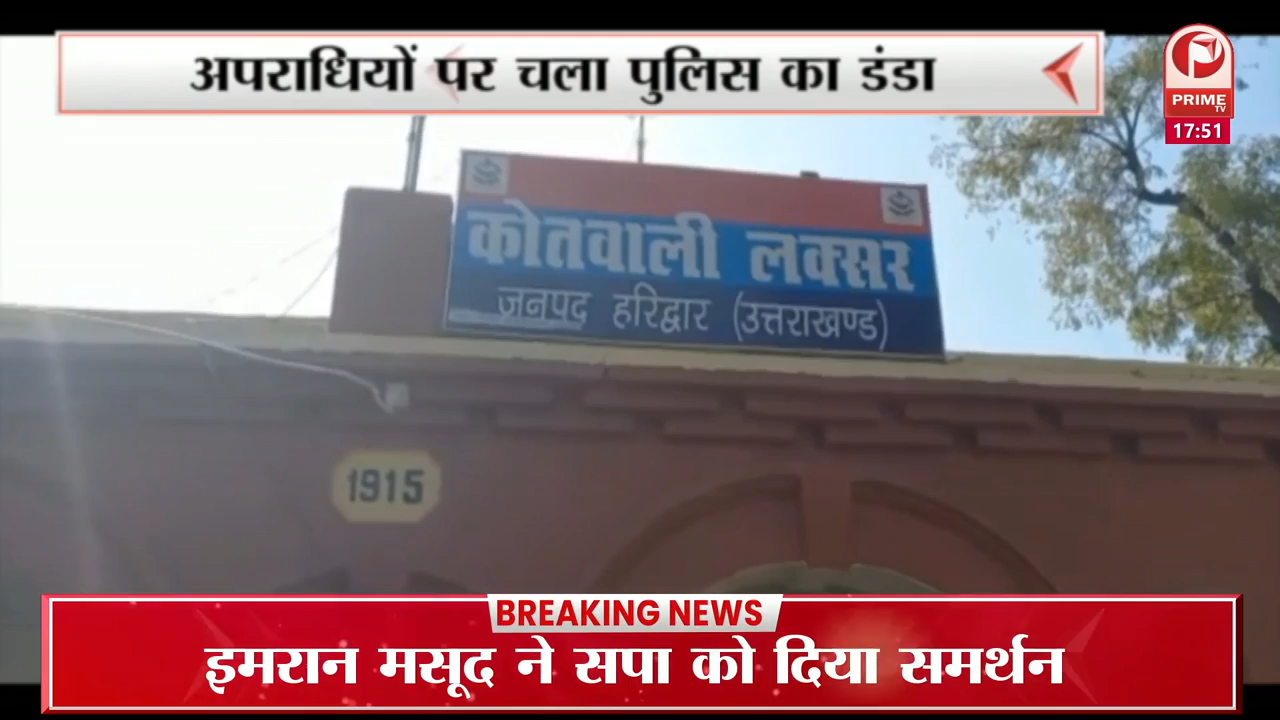 अपराधियों पर चला पुलिस का डंडा
PRIME
TV
17:51
कोतवाली लक्सर
जनपद हरिद्वार (उत्तराखण्ड)
1915
BREAKING NEWS
इमरान मसूद ने सपा को दिया समर्थन